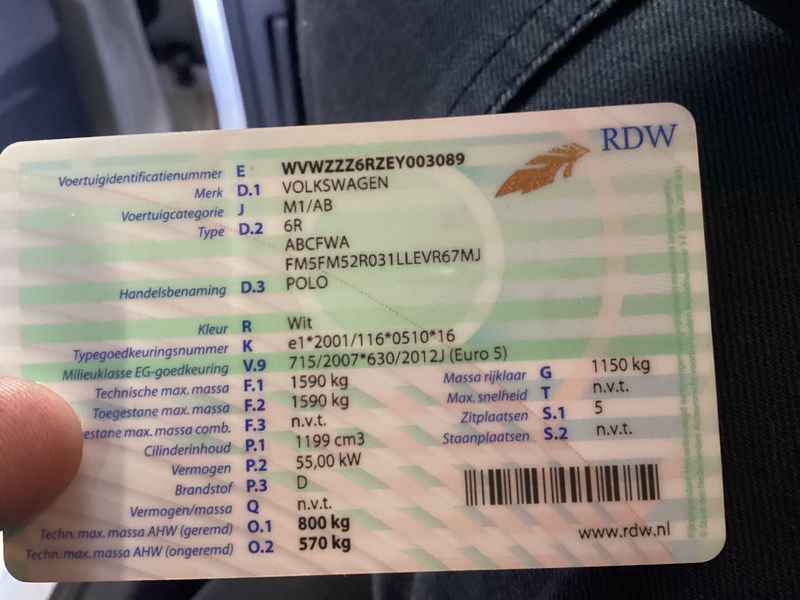 RDW
Voertuigidentificatienummer E WVWZZZ6RZEY003089
Merk D.1 VOLKSWAGEN
Voertuigcategorie J M1/AB
Type D.2 6R
ABCFWA
FM5FM52R031LLEVR67MJ
Handelsbenaming D.3 POLO
Kleur R Wit
Typegoedkeuringsnummer K e1*2001/116*0510*16
Milieuklasse EG-goedkeuring V.9 715/2007*630/2012J (Euro 5)
Technische max. massa F.1 1590 kg
Massa rijklaar G 1150 kg
Toegestane max. massa F.2 1590 kg
Max. snelheid T n.v.t.
estane max. massa comb. F.3 n.v.t.
Zitplaatsen S.1 5
Cilinderinhoud P.1 1199 cm3
Staanplaatsen S.2 n.v.t.
Vermogen P.2 55,00 kW
Brandstof P.3 D
Vermogen/massa Q n.v.t.
Techn. max. massa AHW (geremd) O.1 800 kg
Techn. max. massa AHW (ongeremd) O.2 570 kg
www.rdw.nl